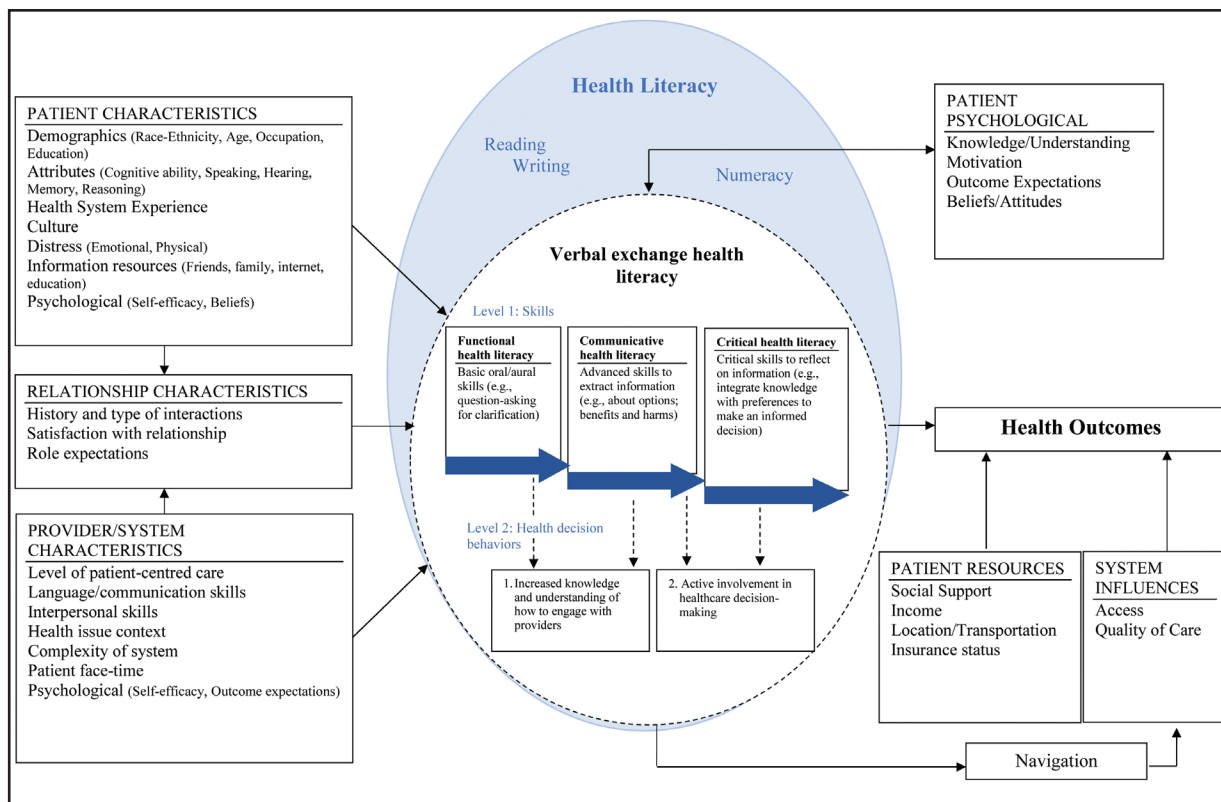 Health Literacy
Reading
Writing
Numeracy
PATIENT CHARACTERISTICS
Demographics (Race-Ethnicity, Age, Occupation,
Education)
Attributes (Cognitive ability, Speaking, Hearing,
Memory, Reasoning)
Health System Experience
Culture
Distress (Emotional, Physical)
Information resources (Friends, family, internet,
education)
Psychological (Self-efficacy, Beliefs)
RELATIONSHIP CHARACTERISTICS
History and type of interactions
Satisfaction with relationship
Role expectations
PROVIDER/SYSTEM
CHARACTERISTICS
Level of patient-centred care
Language/communication skills
Interpersonal skills
Health issue context
Complexity of system
Patient face-time
Psychological (Self-efficacy, Outcome expectations)
Verbal exchange health
literacy
Level 1: Skills
Functional
health literacy
Basic oral/aural
skills (e.g.,
question-asking
for clarification)
Communicative
health literacy
Advanced skills to
extract information
(e.g., about options;
benefits and harms)
Critical health literacy
Critical skills to reflect
on information (e.g.,
integrate knowledge
with preferences to
make an informed
decision)
Level 2: Health decision
behaviors
1. Increased knowledge
and understanding of
how to engage with
providers
2. Active involvement in
healthcare decision-
making
PATIENT
PSYCHOLOGICAL
Knowledge/Understanding
Motivation
Outcome Expectations
Beliefs/Attitudes
Health Outcomes
PATIENT RESOURCES
Social Support
Income
Location/Transportation
Insurance status
SYSTEM
INFLUENCES
Access
Quality of Care
Navigation